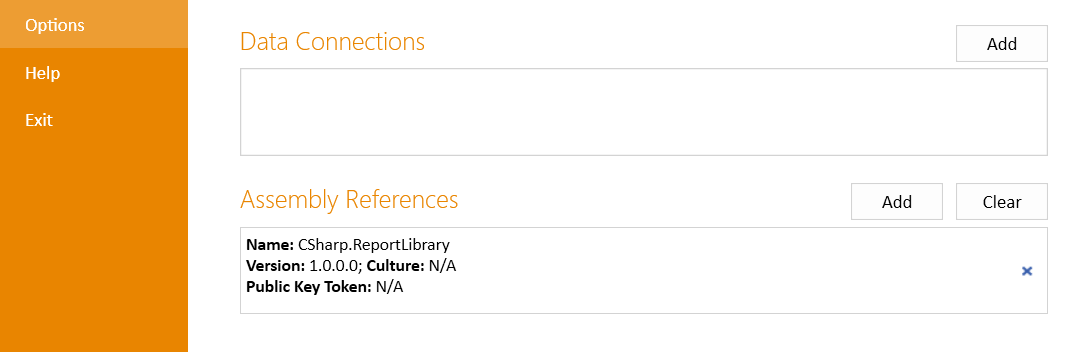 Options
Help
Exit
Data Connections
Add
Assembly References
Add
Clear
Name: CSharp.ReportLibrary
Version: 1.0.0.0; Culture: N/A
Public Key Token: N/A